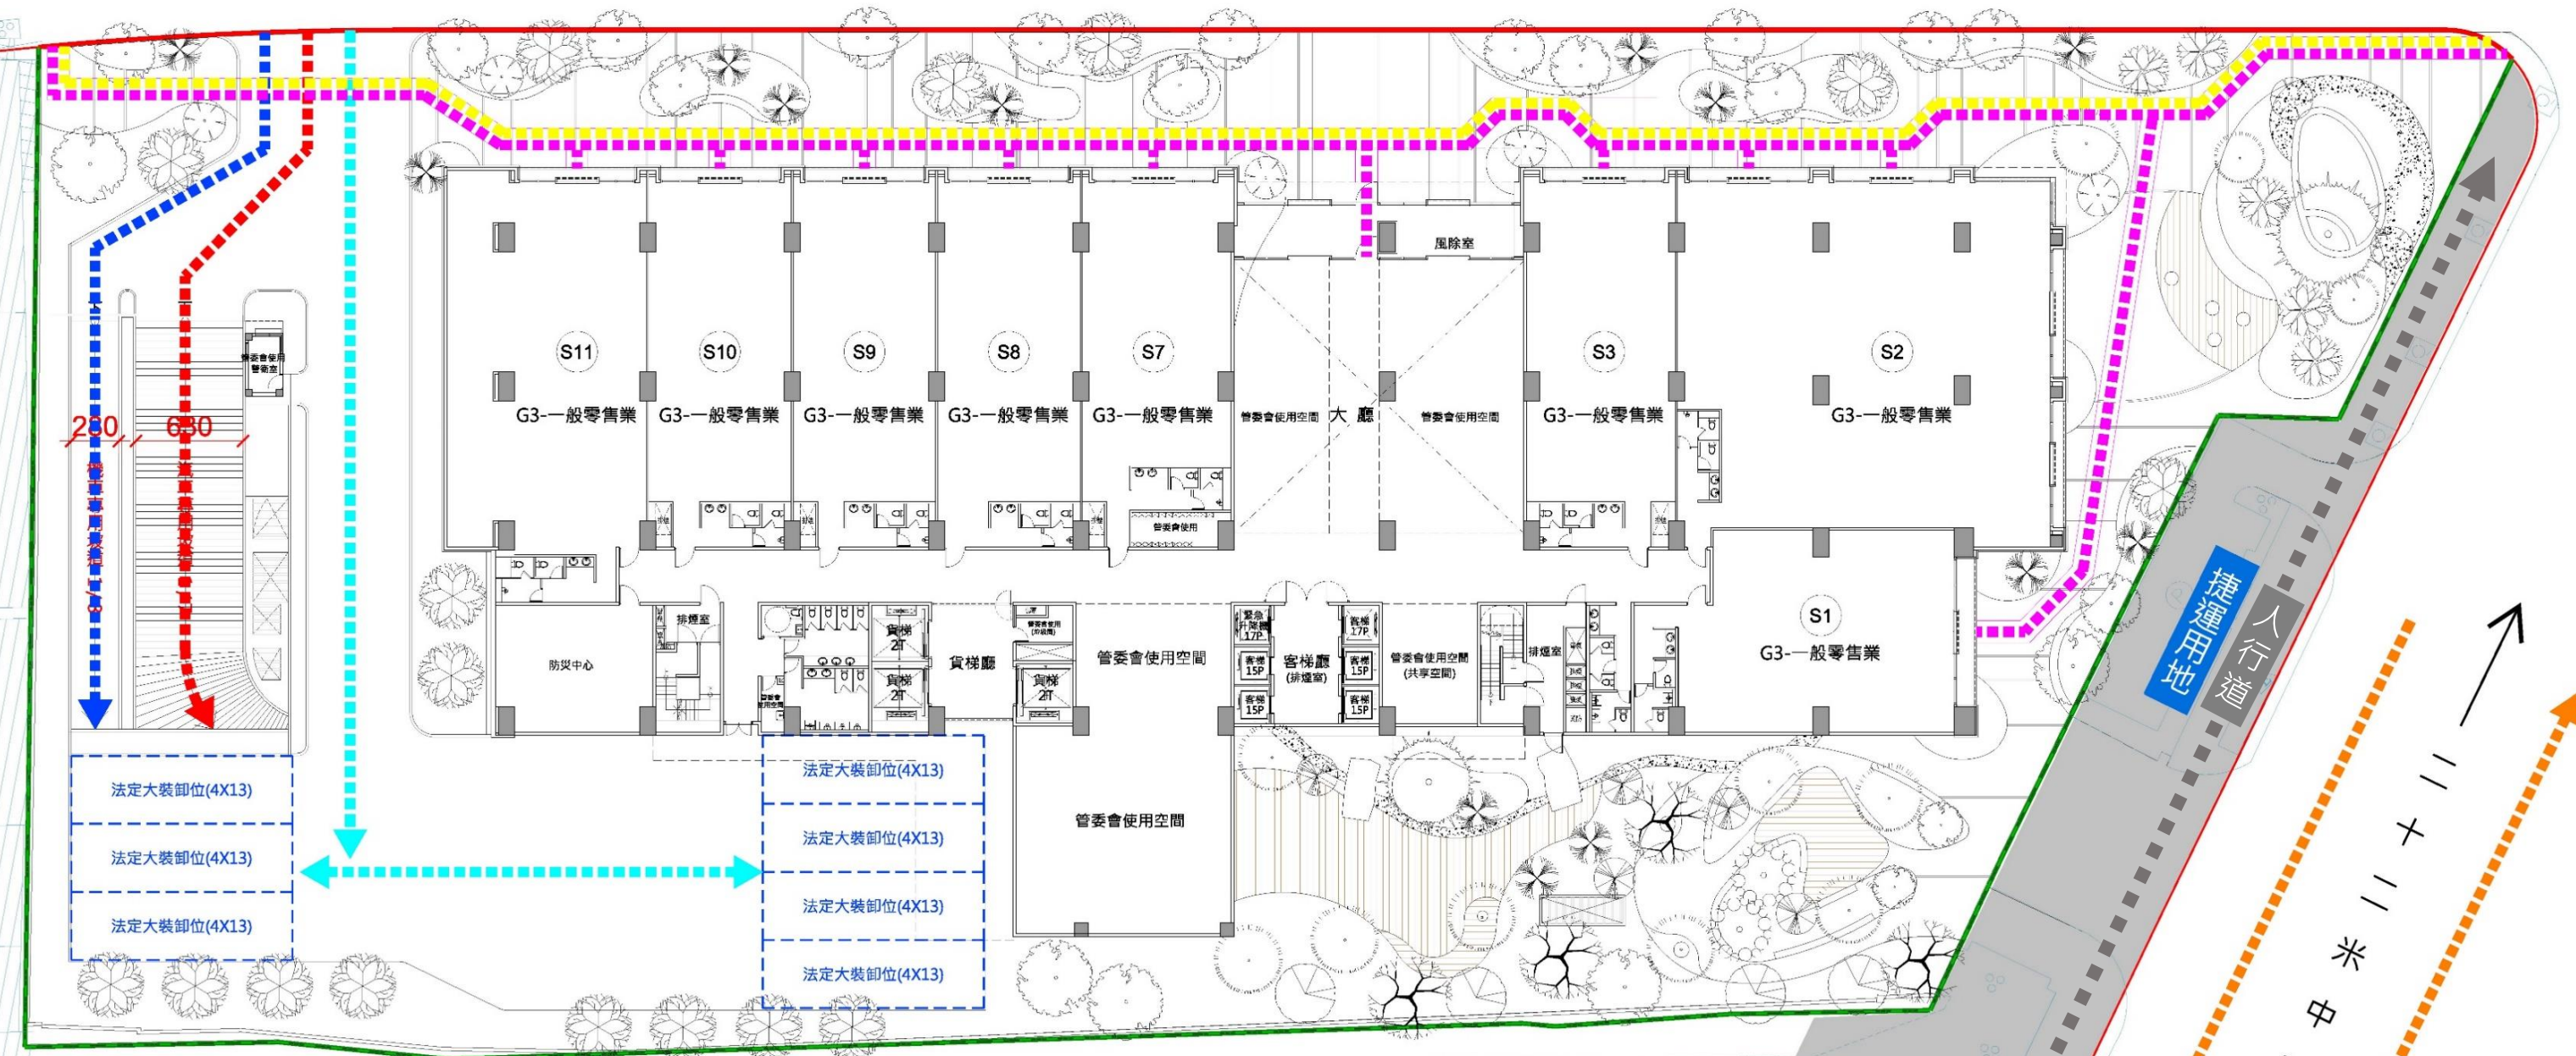 風除室
S11
S10
S9
S8
S7
S3
S2
G3-一般零售業
G3-一般零售業
G3-一般零售業
G3-一般零售業
G3-一般零售業
管委會使用空間
大廳
管委會使用空間
G3-一般零售業
G3-一般零售業
管委會使用
警衛室
280
630
管委會使用
S1
G3-一般零售業
防災中心
排煙室
貨梯
2T
貨梯
2T
貨梯廳
貨梯
2T
管委會使用空間
緊急
升降機
17P
客梯
15P
客梯
15P
客梯廳
(排煙室)
客梯
17P
客梯
15P
客梯
15P
管委會使用空間
(共享空間)
排煙室
管委會使用空間
法定大裝卸位(4X13)
法定大裝卸位(4X13)
法定大裝卸位(4X13)
法定大裝卸位(4X13)
法定大裝卸位(4X13)
法定大裝卸位(4X13)
法定大裝卸位(4X13)
捷運用地
人行道
二十二米中